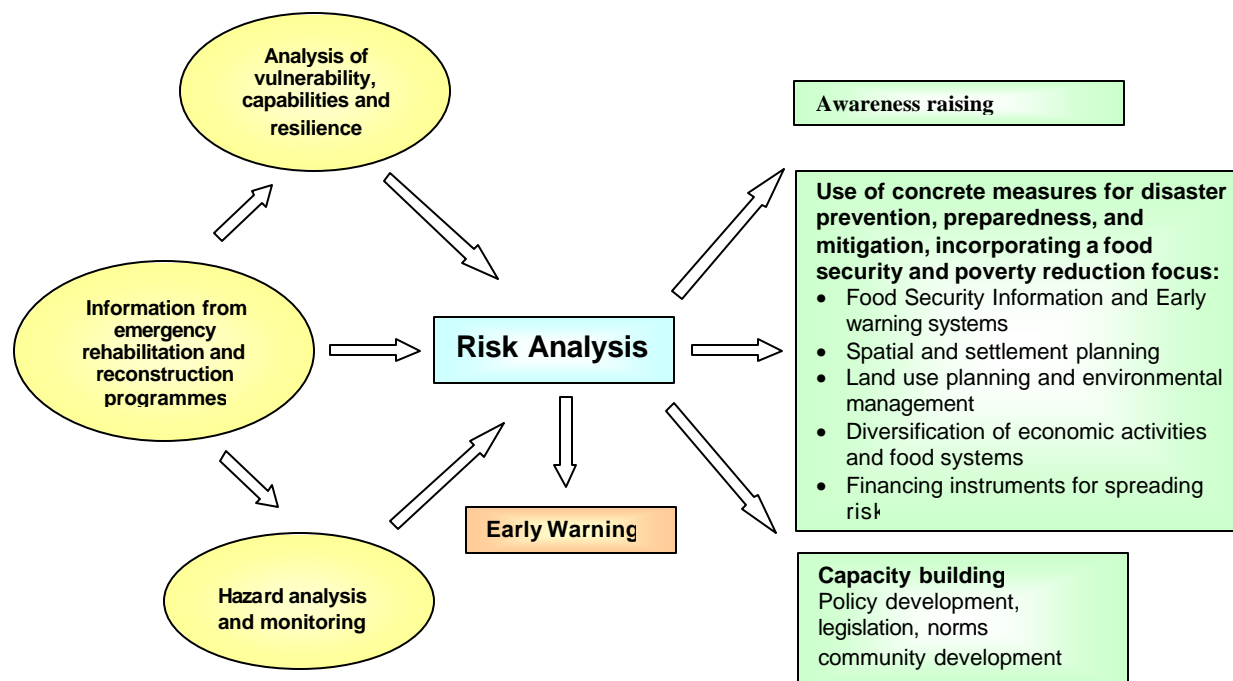 Analysis of
vulnerability,
capabilities and
resilience
Awareness raising
Use of concrete measures for disaster
prevention, preparedness, and
mitigation, incorporating a food
security and poverty reduction focus:
• Food Security Information and Early
warning systems
• Spatial and settlement planning
• Land use planning and environmental
management
• Diversification of economic activities
and food systems
• Financing instruments for spreading
risk
Information from
emergency
rehabilitation and
reconstruction
programmes
Risk Analysis
Early Warning
Hazard analysis
and monitoring
Capacity building
Policy development,
legislation, norms
community development